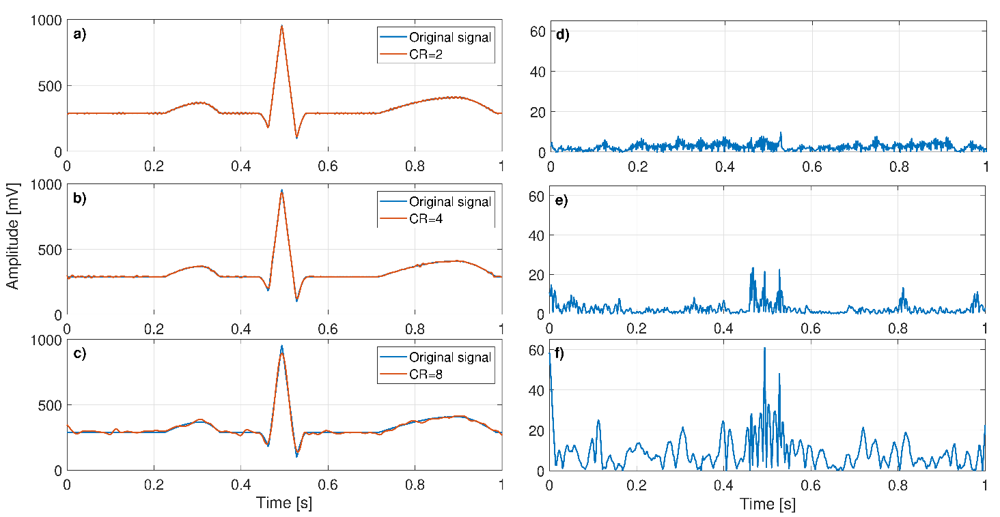 a)
1000
500
0
Original signal
CR=2
0 0.2 0.4 0.6 0.8 1
d)
60
40
20
0
0 0.2 0.4 0.6 0.8 1
Amplitude [mV]
b)
1000
500
0
Original signal
CR=4
0 0.2 0.4 0.6 0.8 1
e)
60
40
20
0
0 0.2 0.4 0.6 0.8 1
c)
1000
500
0
Original signal
CR=8
0 0.2 0.4 0.6 0.8 1
Time [s]
f)
60
40
20
0
0 0.2 0.4 0.6 0.8 1
Time [s]